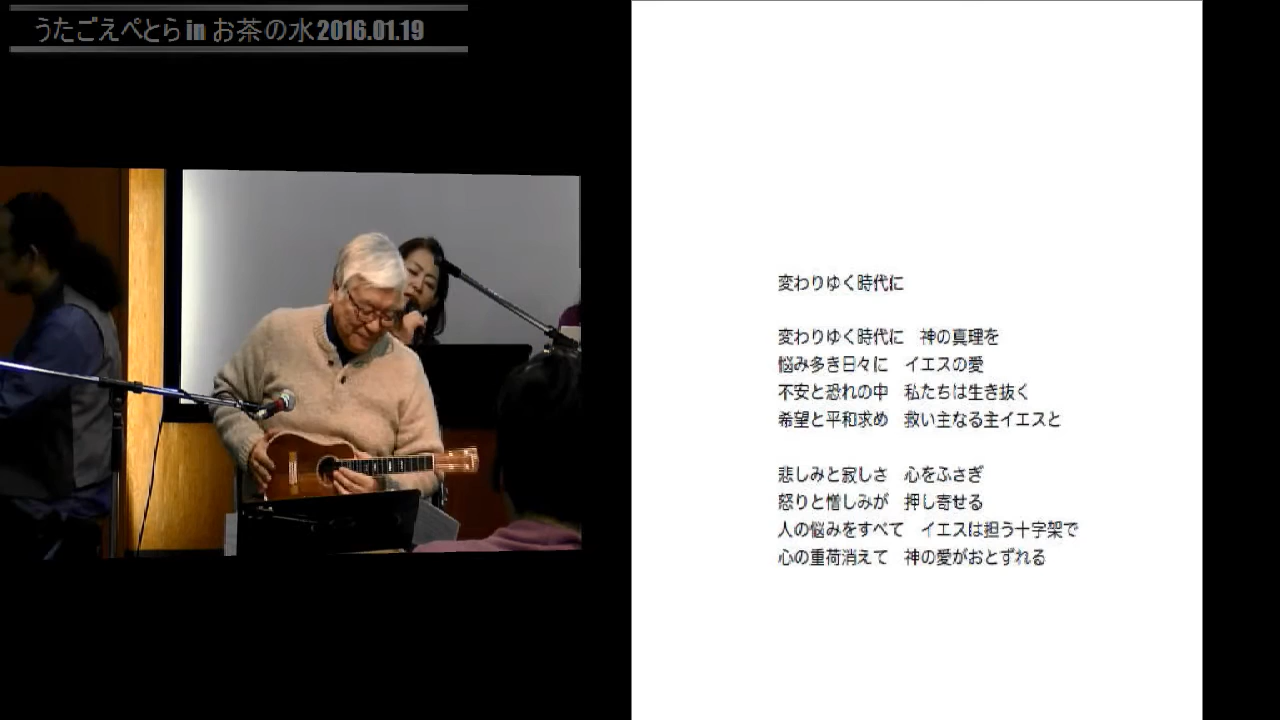 うたごえぺとら in お茶の水2016.01.19
変わりゆく時代に
変わりゆく時代に　神の真理を
悩み多き日々に　イエスの愛
不安と恐れの中　私たちは生き抜く
希望と平和求め　救い主なる主イエスと
悲しみと寂しさ　心をふさぎ
怒りと憎しみが　押し寄せる
人の悩みをすべて　イエスは担う十字架で
心の重荷消えて　神の愛がおとずれる